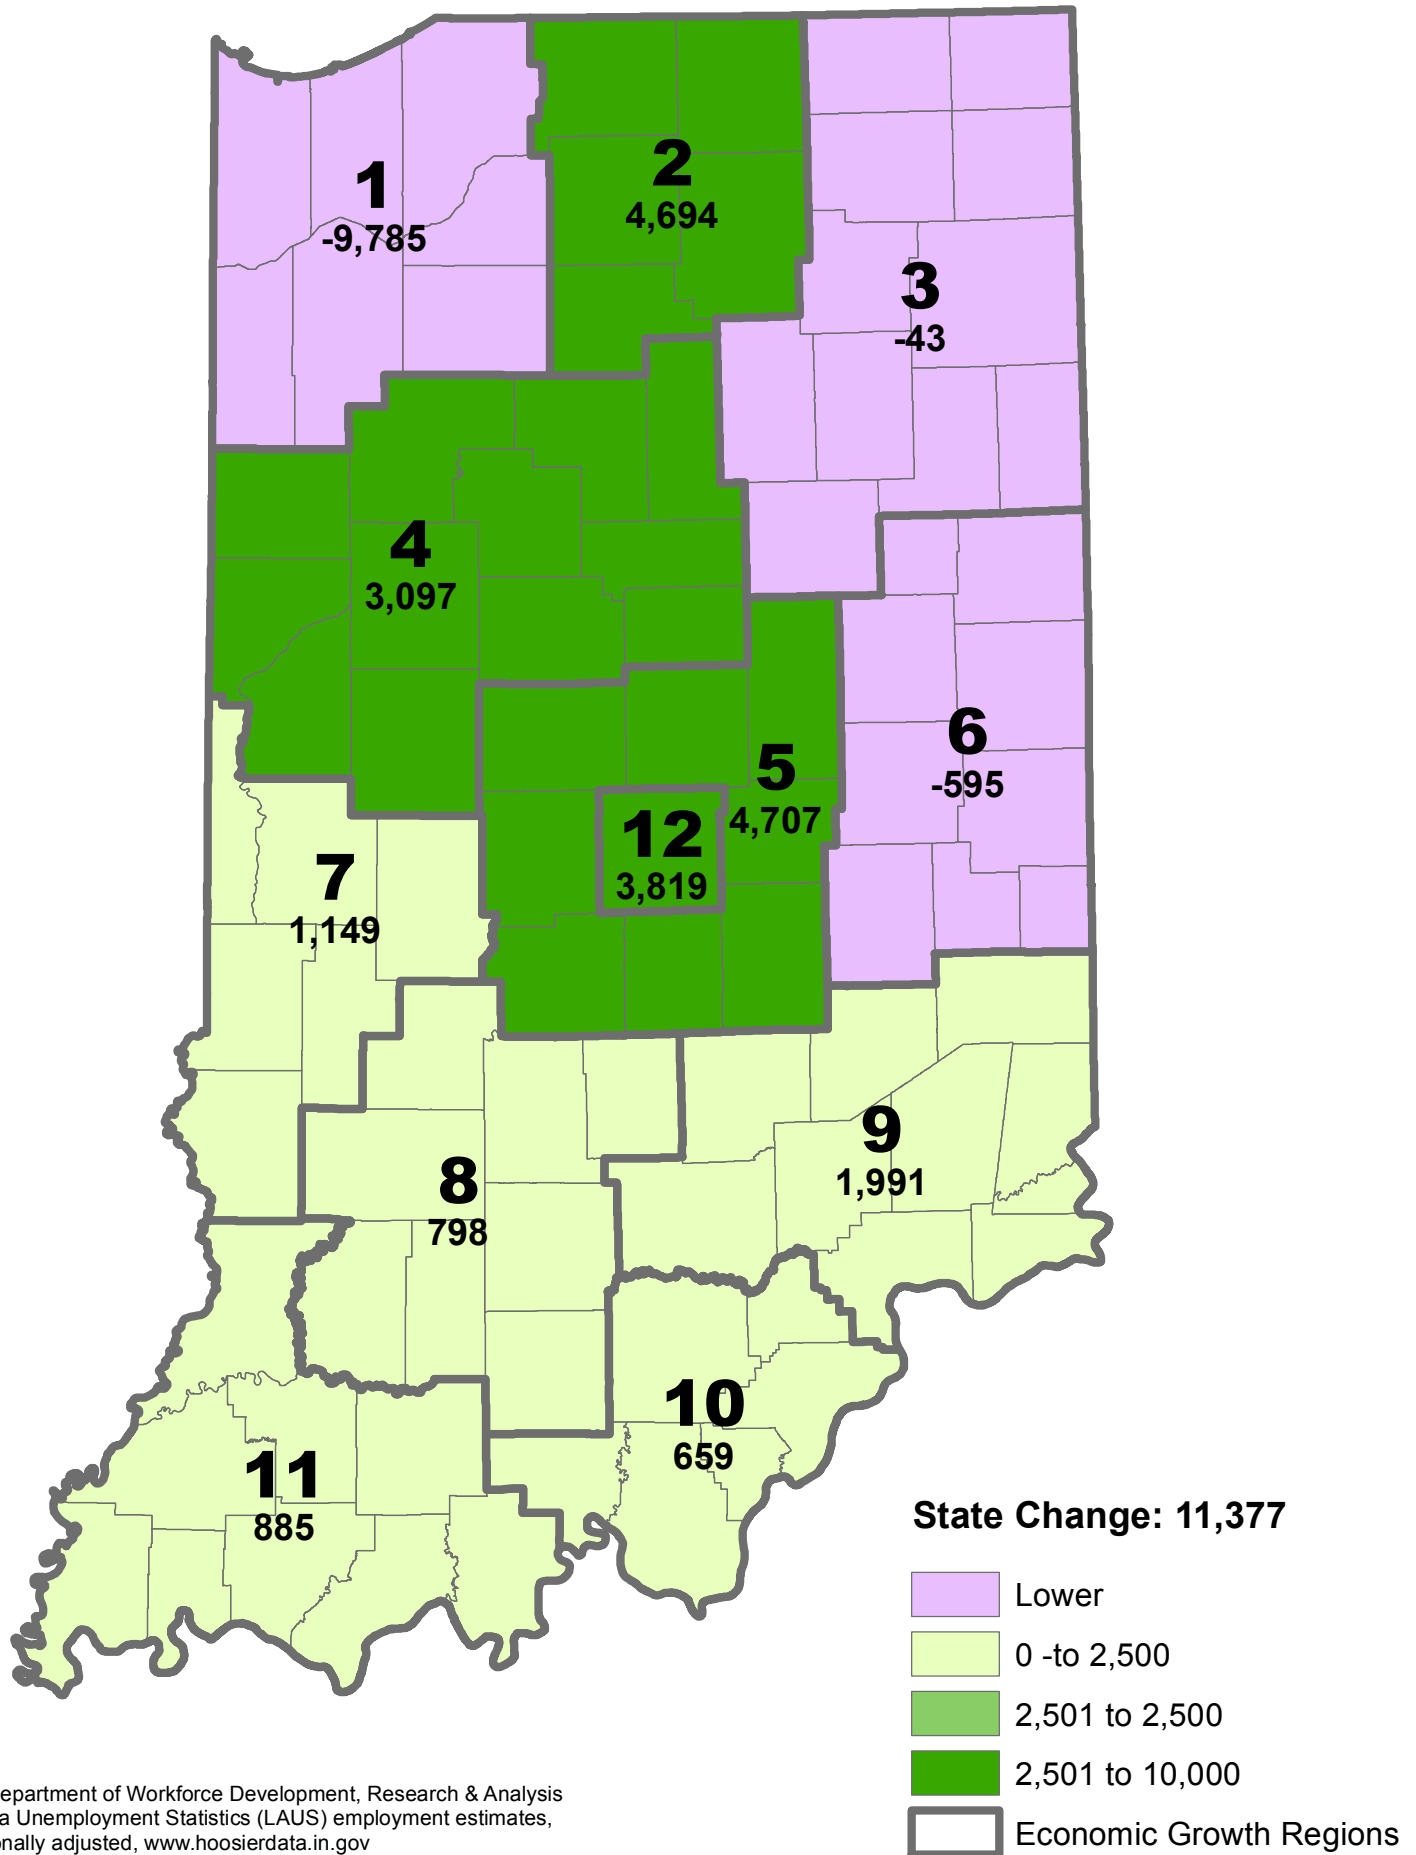 1
-9,785
2
4,694
3
-43
4
3,097
5
4,707
6
-595
12
3,819
7
1,149
8
798
9
1,991
10
659
11
885
State Change: 11,377
Lower
0 -to 2,500
2,501 to 2,500
2,501 to 10,000
Economic Growth Regions
epartment of Workforce Development, Research & Analysis
a Unemployment Statistics (LAUS) employment estimates,
onally adjusted, www.hoosierdata.in.gov